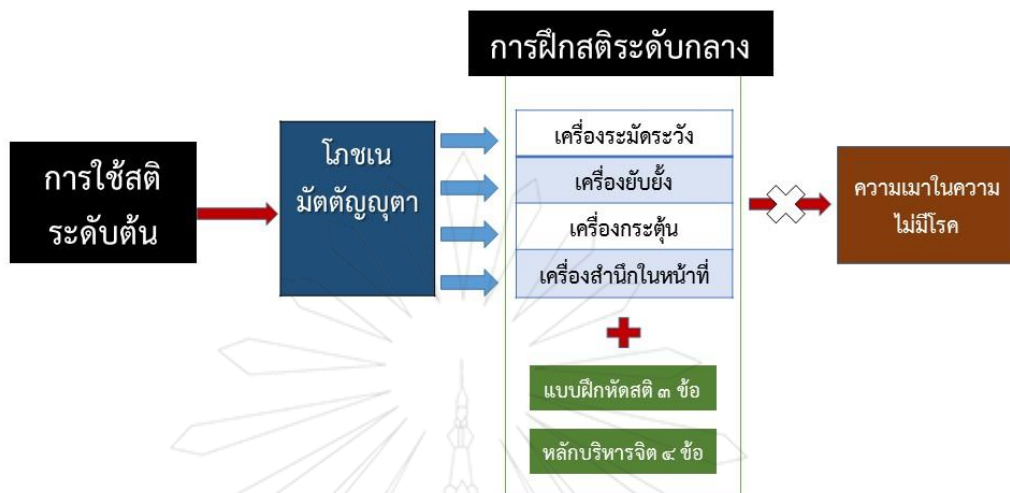 การฝึกสติระดับกลาง
การใช้สติ
ระดับต้น
โภชเน
มัตตัญญุตา
เครื่องระมัดระวัง
เครื่องยับยั้ง
เครื่องกระตุ้น
เครื่องสำนึกในหน้าที่
ความเมาในความ
ไม่มีโรค
แบบฝึกหัดสติ ๓ ข้อ
หลักบริหารจิต ๔ ข้อ